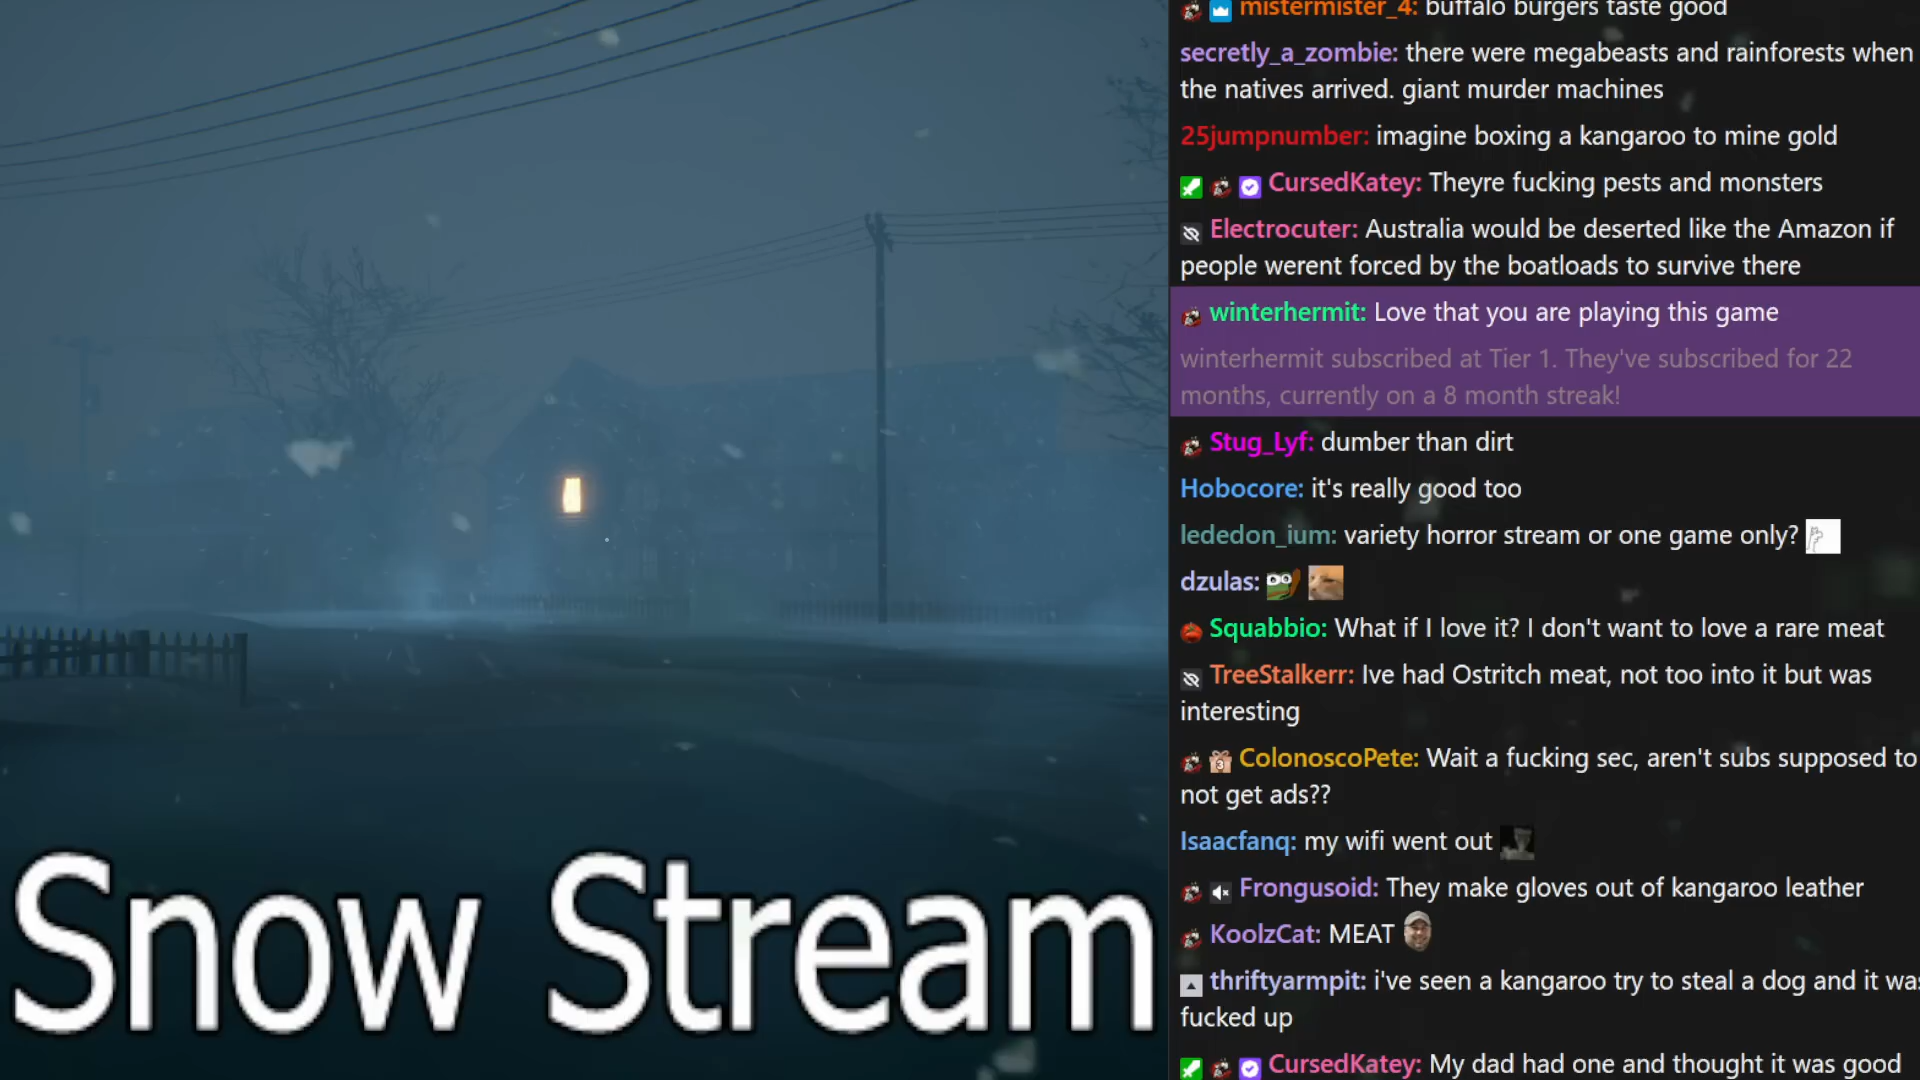 mistermister_4: buffalo burgers taste good
secretly_a_zombie: there were megabeasts and rainforests when
the natives arrived. giant murder machines
25jumpnumber: imagine boxing a kangaroo to mine gold
CursedKatey: Theyre fucking pests and monsters
Electrocuter: Australia would be deserted like the Amazon if
people werent forced by the boatloads to survive there
winterhermit: Love that you are playing this game
winterhermit subscribed at Tier 1. They've subscribed for 22
months, currently on a 8 month streak!
Stug_Lyf: dumber than dirt
Hobocore: it's really good too
lededon_ium: variety horror stream or one game only?
dzulas:
Squabbio: What if I love it? I don't want to love a rare meat
TreeStalkerr: Ive had Ostritch meat, not too into it but was
interesting
3 ColonoscoPete: Wait a fucking sec, aren't subs supposed to
not get ads??
Isaacfanq: my wifi went out
Frongusoid: They make gloves out of kangaroo leather
KoolzCat: MEAT
thriftyarmpit: i've seen a kangaroo try to steal a dog and it was
fucked up
CursedKatey: My dad had one and thought it was good
Snow Stream